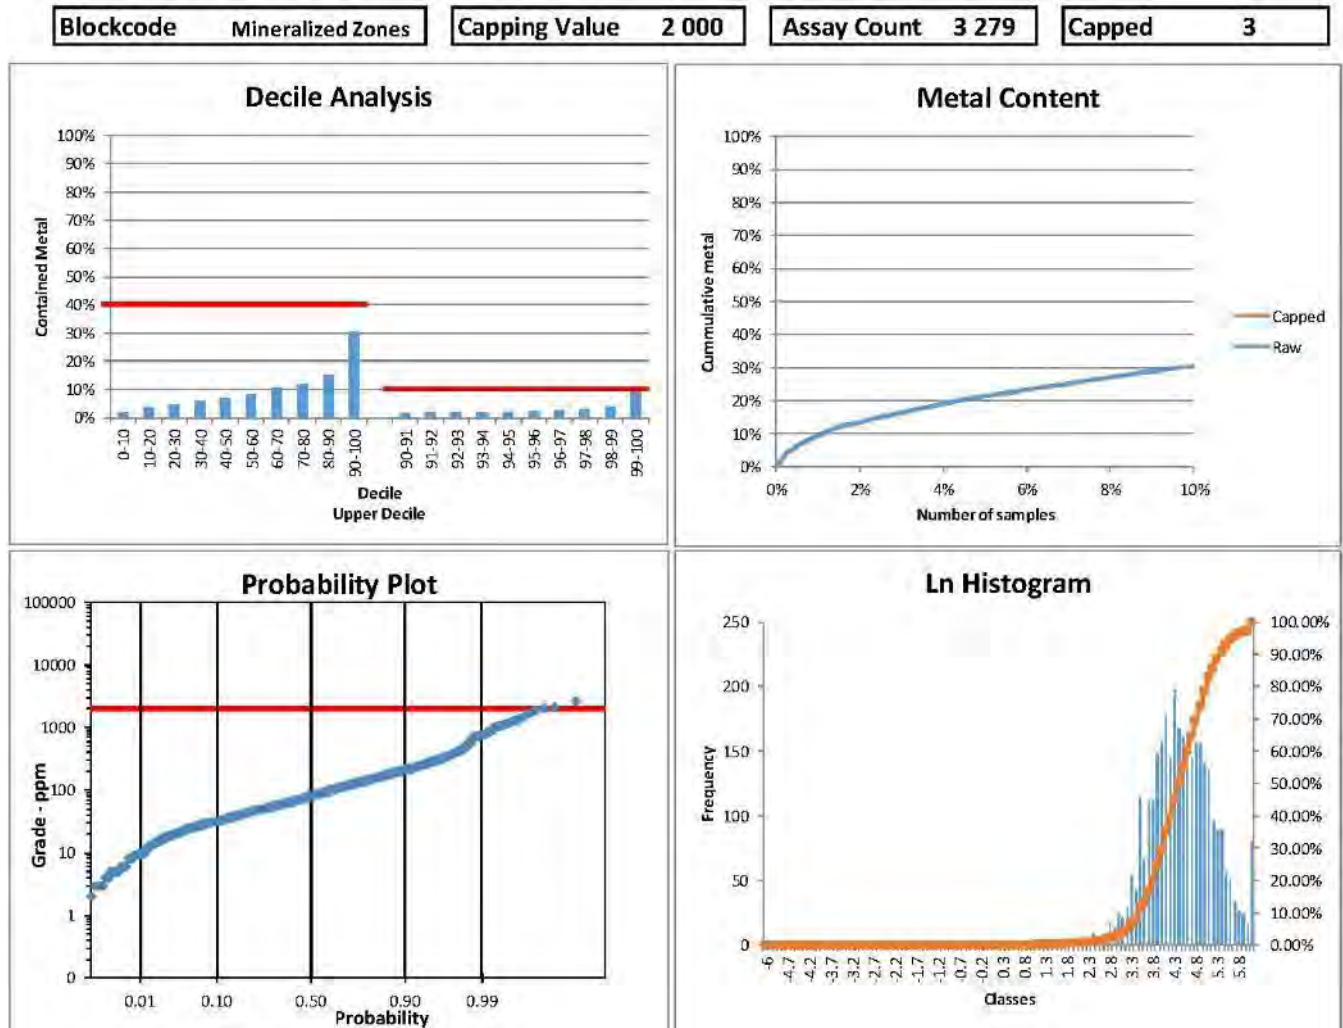 Blockcode Mineralized Zones Capping Value 2 000 Assay Count 3 279 Capped 3
Decile Analysis
Contained Metal
100%
90%
80%
70%
60%
50%
40%
30%
20%
10%
0%
0-10 10-20 20-30 30-40 40-50 50-60 60-70 70-80 80-90 90-100 90-91 91-92 92-93 93-94 94-95 95-96 96-97 97-98 98-99 99-100
Decile
Upper Decile
Metal Content
Cummulative metal
100%
90%
80%
70%
60%
50%
40%
30%
20%
10%
0%
0% 2% 4% 6% 8% 10%
Number of samples
Capped
Raw
Probability Plot
Grade - ppm
100000
10000
1000
100
10
1
0
0.01 0.10 0.50 0.90 0.99
Probability
Ln Histogram
Frequency
250
200
150
100
50
0
100.00%
90.00%
80.00%
70.00%
60.00%
50.00%
40.00%
30.00%
20.00%
10.00%
0.00%
-6 -4.7 -4.2 -3.7 -3.2 -2.7 -2.2 -1.7 -1.2 -0.7 -0.2 0.3 0.8 1.3 1.8 2.3 2.8 3.3 3.8 4.3 4.8 5.3 5.8
Classes